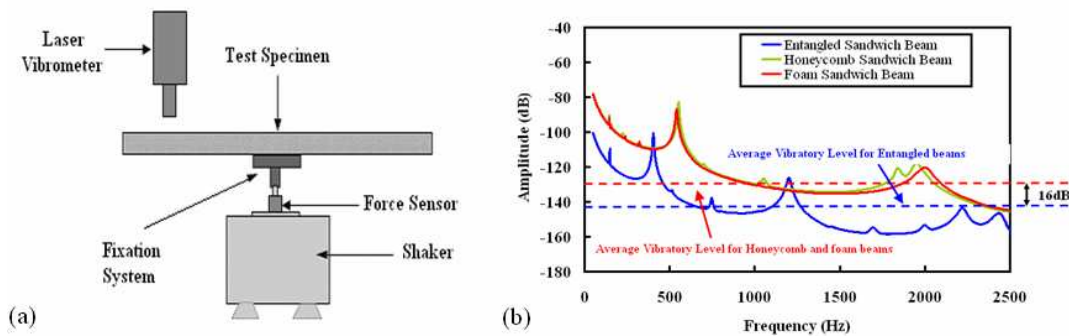 Laser
Vibrometer
Test Specimen
Force Sensor
Fixation
System
Shaker
(a)
-40
-60
-80
-100
-120
-140
-160
-180
Amplitude (dB)
Entangled Sandwich Beam
Honeycomb Sandwich Beam
Foam Sandwich Beam
Average Vibratory Level for Entangled beams
16dB
Average Vibratory Level for Honeycomb and foam beams
0
500
1000
1500
2000
2500
Frequency (Hz)
(b)